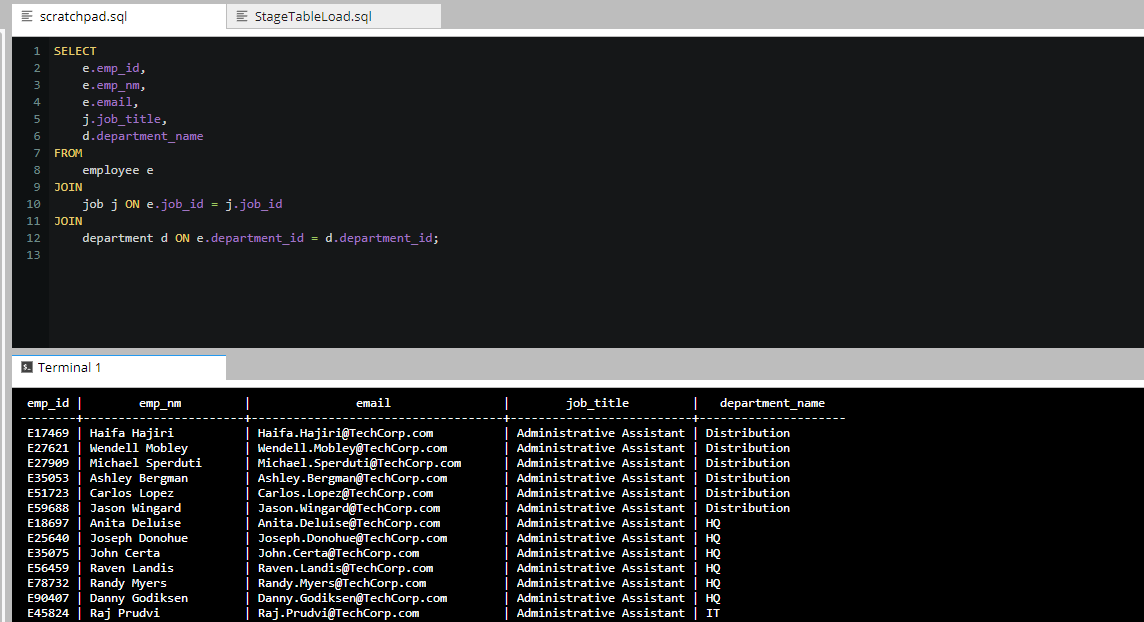 scratchpad.sql StageTableLoad.sql
1 SELECT
2 e.emp_id,
3 e.emp_nm,
4 e.email,
5 j.job_title,
6 d.department_name
7 FROM
8 employee e
9 JOIN
10 job j ON e.job_id = j.job_id
11 JOIN
12 department d ON e.department_id = d.department_id;
13
Terminal 1
emp_id | emp_nm | email | job_title | department_name
--------+-----------------------+------------------------------------+--------------------------+---------------------
E17469 | Haifa Hajiri | Haifa.Hajiri@TechCorp.com | Administrative Assistant | Distribution
E27621 | Wendell Mobley | Wendell.Mobley@TechCorp.com | Administrative Assistant | Distribution
E27909 | Michael Sperduti | Michael.Sperduti@TechCorp.com | Administrative Assistant | Distribution
E35053 | Ashley Bergman | Ashley.Bergman@TechCorp.com | Administrative Assistant | Distribution
E51723 | Carlos Lopez | Carlos.Lopez@TechCorp.com | Administrative Assistant | Distribution
E59688 | Jason Wingard | Jason.Wingard@TechCorp.com | Administrative Assistant | Distribution
E18697 | Anita Deluise | Anita.Deluise@TechCorp.com | Administrative Assistant | HQ
E25640 | Joseph Donohue | Joseph.Donohue@TechCorp.com | Administrative Assistant | HQ
E35075 | John Certa | John.Certa@TechCorp.com | Administrative Assistant | HQ
E56459 | Raven Landis | Raven.Landis@TechCorp.com | Administrative Assistant | HQ
E78732 | Randy Myers | Randy.Myers@TechCorp.com | Administrative Assistant | HQ
E90407 | Danny Godiksen | Danny.Godiksen@TechCorp.com | Administrative Assistant | HQ
E45824 | Raj Prudvi | Raj.Prudvi@TechCorp.com | Administrative Assistant | IT